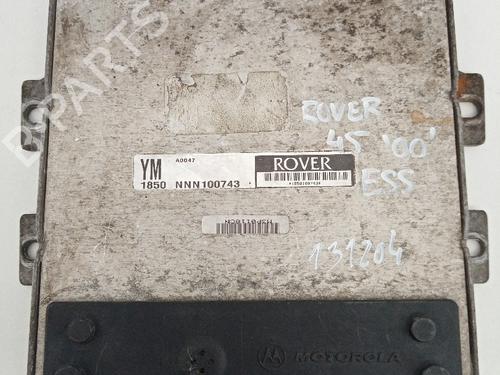 B-PARTS
ROVER
45 '00'
ESS
YM A0047 ROVER
1850 NNN100743
131204
MOTOROLA